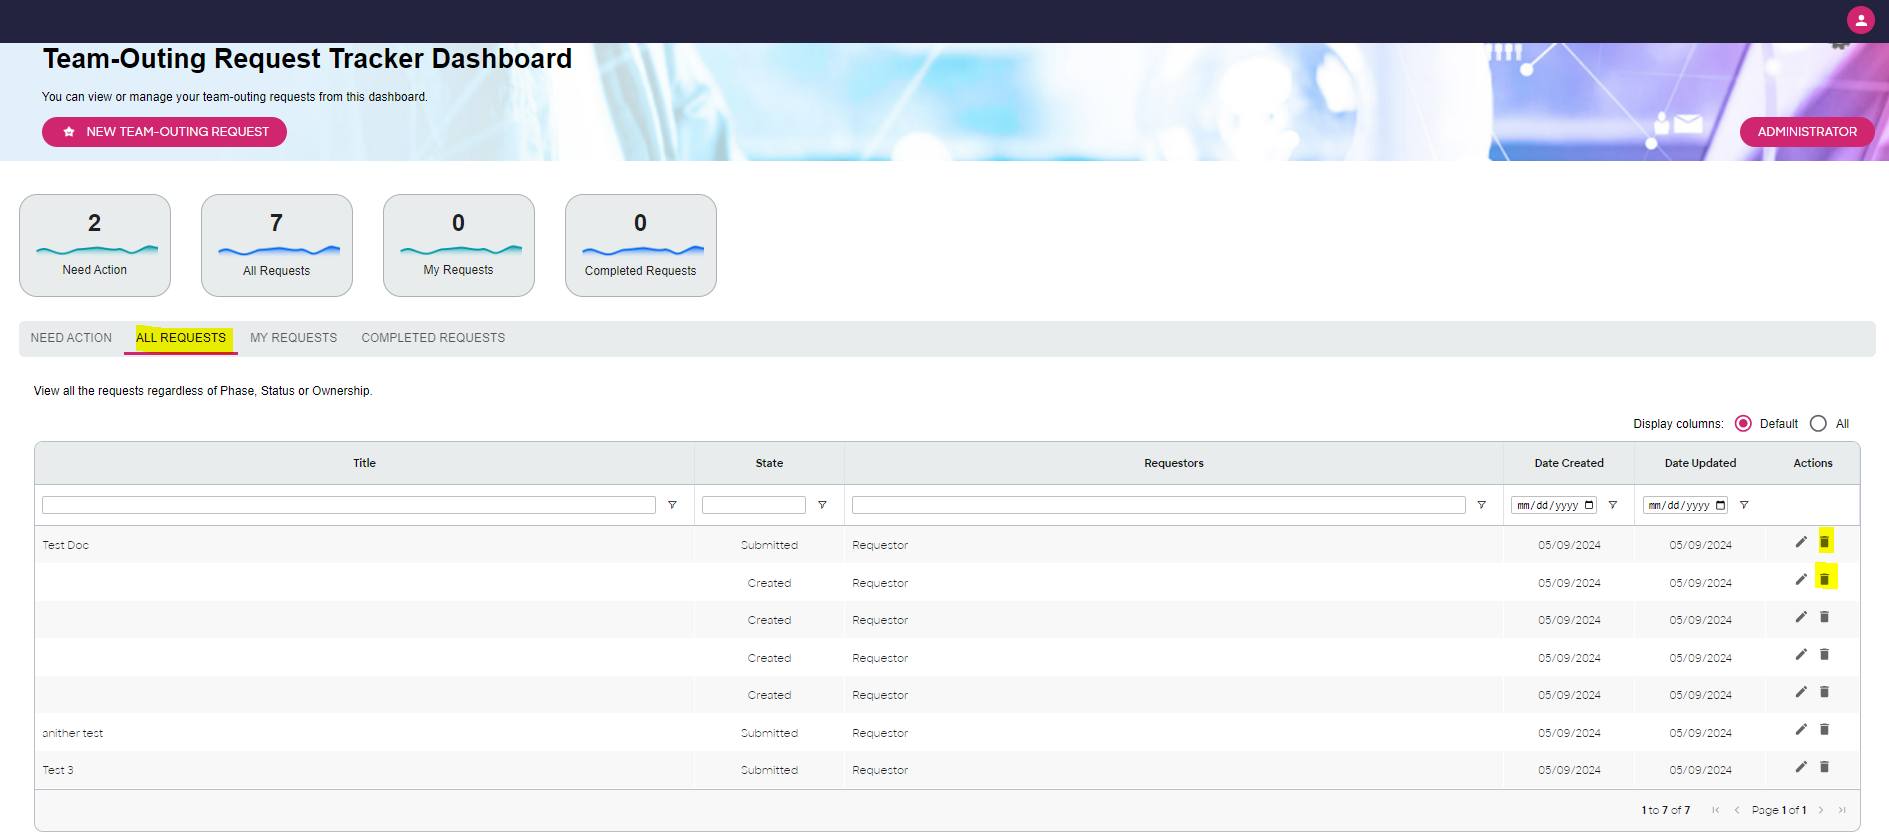 Team-Outing Request Tracker Dashboard
You can view or manage your team-outing requests from this dashboard.
NEW TEAM-OUTING REQUEST
ADMINISTRATOR
2
Need Action
7
All Requests
0
My Requests
0
Completed Requests
NEED ACTION ALL REQUESTS MY REQUESTS COMPLETED REQUESTS
View all the requests regardless of Phase, Status or Ownership.
Display columns: Default All
Title State Requestors Date Created Date Updated Actions
mm/dd/yyyy mm/dd/yyyy
Test Doc Submitted Requestor 05/09/2024 05/09/2024
Created Requestor 05/09/2024 05/09/2024
Created Requestor 05/09/2024 05/09/2024
Created Requestor 05/09/2024 05/09/2024
Created Requestor 05/09/2024 05/09/2024
anither test Submitted Requestor 05/09/2024 05/09/2024
Test 3 Submitted Requestor 05/09/2024 05/09/2024
1 to 7 of 7 Page 1 of 1